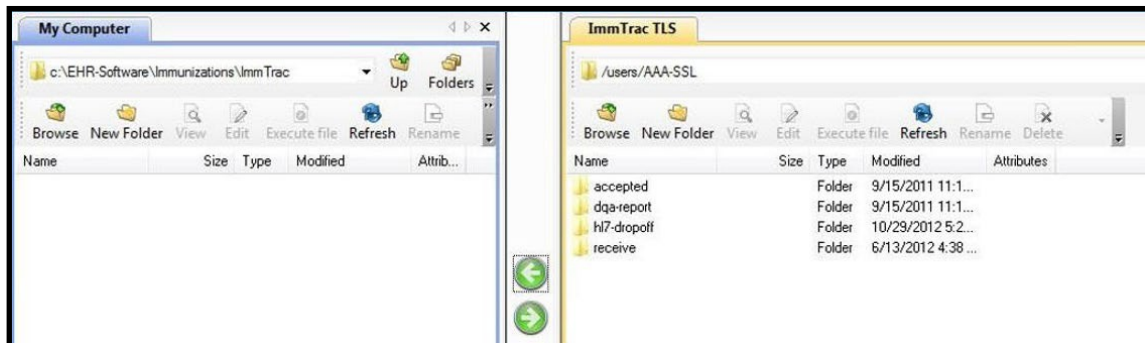 My Computer
c:\EHR-Software\Immunizations\ImmTrac
Up Folders
Browse New Folder View Edit Execute file Refresh Rename
Name Size Type Modified Attrib...
ImmTrac TLS
/users/AAA-SSL
Browse New Folder View Edit Execute file Refresh Rename Delete
Name Size Type Modified Attributes
accepted Folder 9/15/2011 11:1...
dqa-report Folder 9/15/2011 11:1...
hl7-dropoff Folder 10/29/2012 5:2...
receive Folder 6/13/2012 4:38 ...